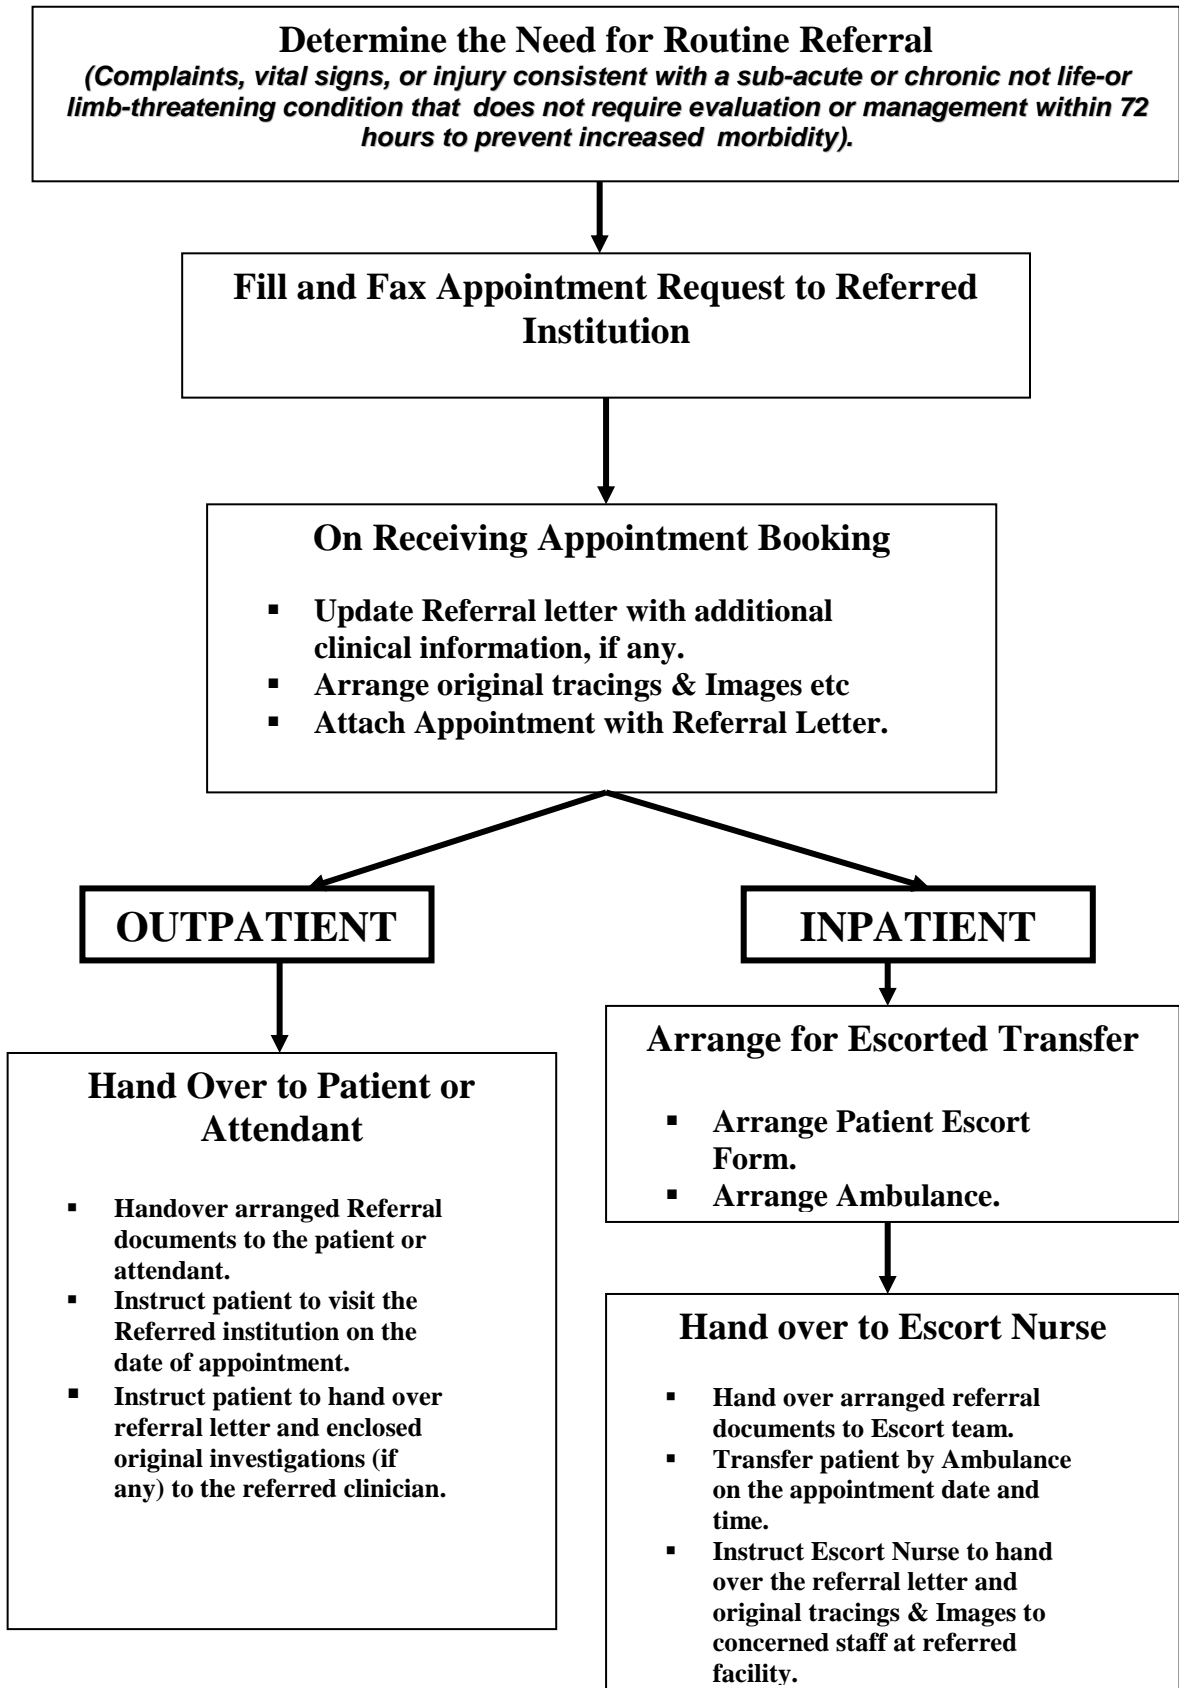 Determine the Need for Routine Referral
(Complaints, vital signs, or injury consistent with a sub-acute or chronic not life-or
limb-threatening condition that does not require evaluation or management within 72
hours to prevent increased morbidity).
Fill and Fax Appointment Request to Referred
Institution
On Receiving Appointment Booking
▪ Update Referral letter with additional
clinical information, if any.
▪ Arrange original tracings & Images etc
▪ Attach Appointment with Referral Letter.
OUTPATIENT
Hand Over to Patient or
Attendant
▪ Handover arranged Referral
documents to the patient or
attendant.
▪ Instruct patient to visit the
Referred institution on the
date of appointment.
▪ Instruct patient to hand over
referral letter and enclosed
original investigations (if
any) to the referred clinician.
INPATIENT
Arrange for Escorted Transfer
▪ Arrange Patient Escort
Form.
▪ Arrange Ambulance.
Hand over to Escort Nurse
▪ Hand over arranged referral
documents to Escort team.
▪ Transfer patient by Ambulance
on the appointment date and
time.
▪ Instruct Escort Nurse to hand
over the referral letter and
original tracings & Images to
concerned staff at referred
facility.